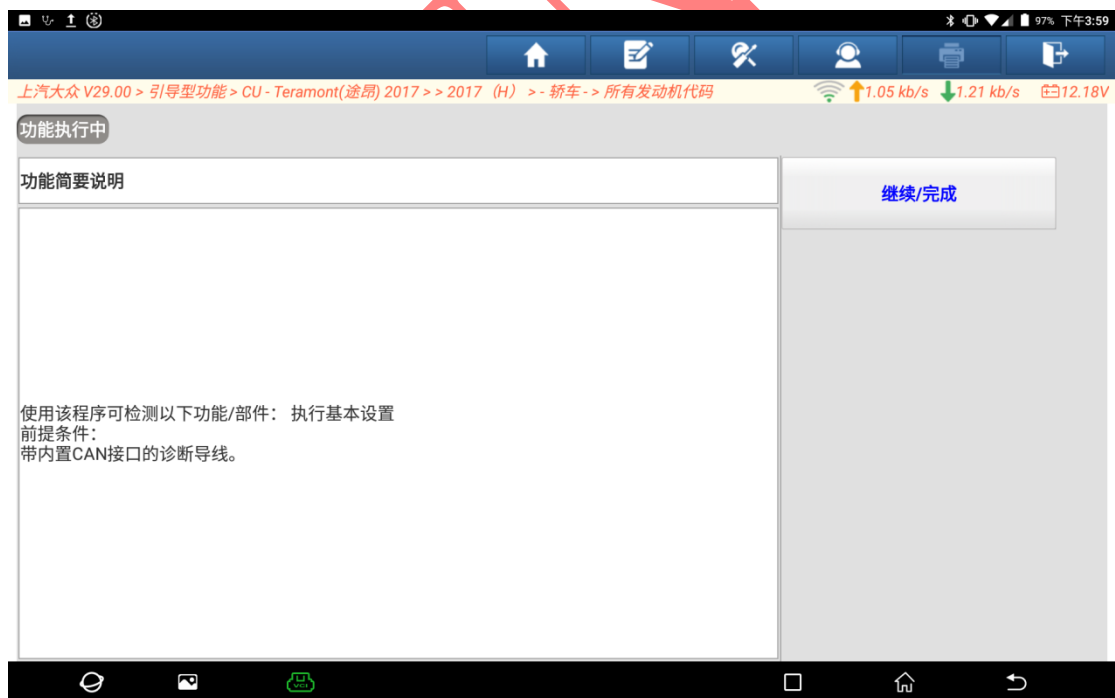 97% 下午3:59
上汽大众 V29.00 > 引导型功能 > CU - Teramont(途昂) 2017 > > 2017（H） > - 轿车 - > 所有发动机代码 1.05 kb/s 1.21 kb/s 12.18V
功能执行中
功能简要说明
继续/完成
使用该程序可检测以下功能/部件： 执行基本设置
前提条件：
带内置CAN接口的诊断导线。
VCI